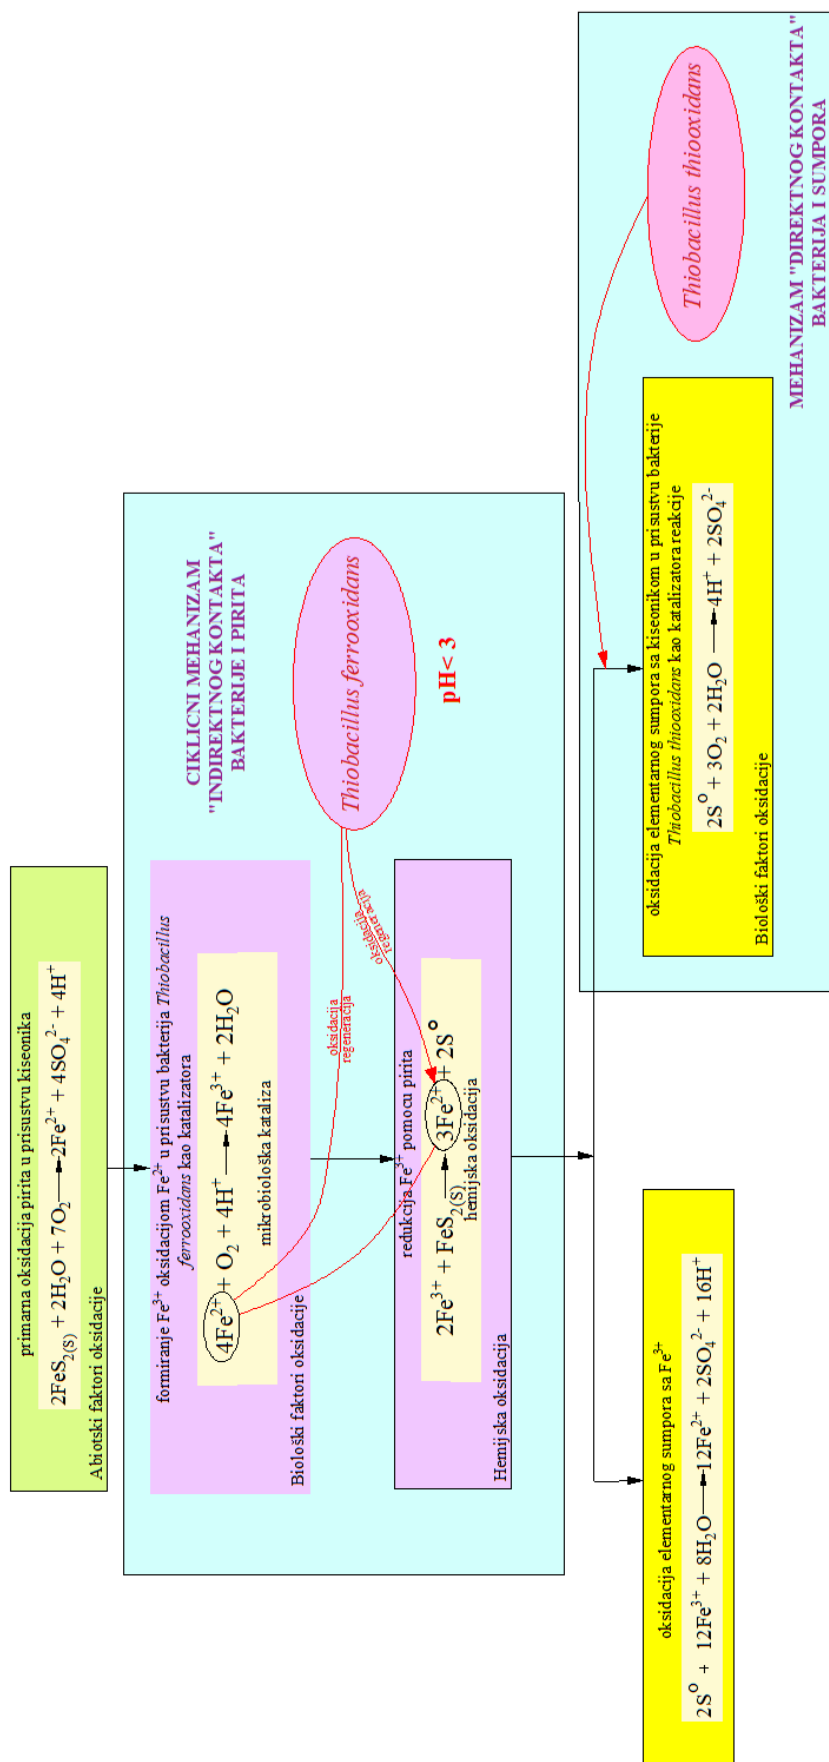 primarna oksidacija pirita u prisustvu kiseonika
2FeS₂₍S₎ + 2H₂O + 7O₂→2Fe²⁺ + 4SO₄²⁻ + 4H⁺
Abiotski faktori oksidacije
CIKLICNI MEHANIZAM
"INDIREKTNOG KONTAKTA"
BAKTERIJE I PIRITA
formiranje Fe³⁺ oksidacijom Fe²⁺ u prisustvu bakterija Thiobacillus
ferrooxidans kao katalizatora
4Fe²⁺ + O₂ + 4H⁺→4Fe³⁺ + 2H₂O
mikrobiološka kataliza
Biološki faktori oksidacije
Thiobacillus ferrooxidans
pH< 3
oksidacija
regeneracija
oksidacija
regeneracija
redukcija Fe³⁺ pomocu pirita
2Fe³⁺ + FeS₂₍S₎→3Fe²⁺ + 2S⁰
hemijska oksidacija
Hemijska oksidacija
oksidacija elementarnog sumpora sa Fe³⁺
2S⁰ + 12Fe³⁺ + 8H₂O→12Fe²⁺ + 2SO₄²⁻ + 16H⁺
oksidacija elementarnog sumpora sa kiseonikom u prisustvu bakterije
Thiobacillus thiooxidans kao katalizatora reakcije
2S⁰ + 3O₂ + 2H₂O→4H⁺ + 2SO₄²⁻
Biološki faktori oksidacije
Thiobacillus thiooxidans
MEHANIZAM "DIREKTNOG KONTAKTA"
BAKTERIJA I SUMPORA